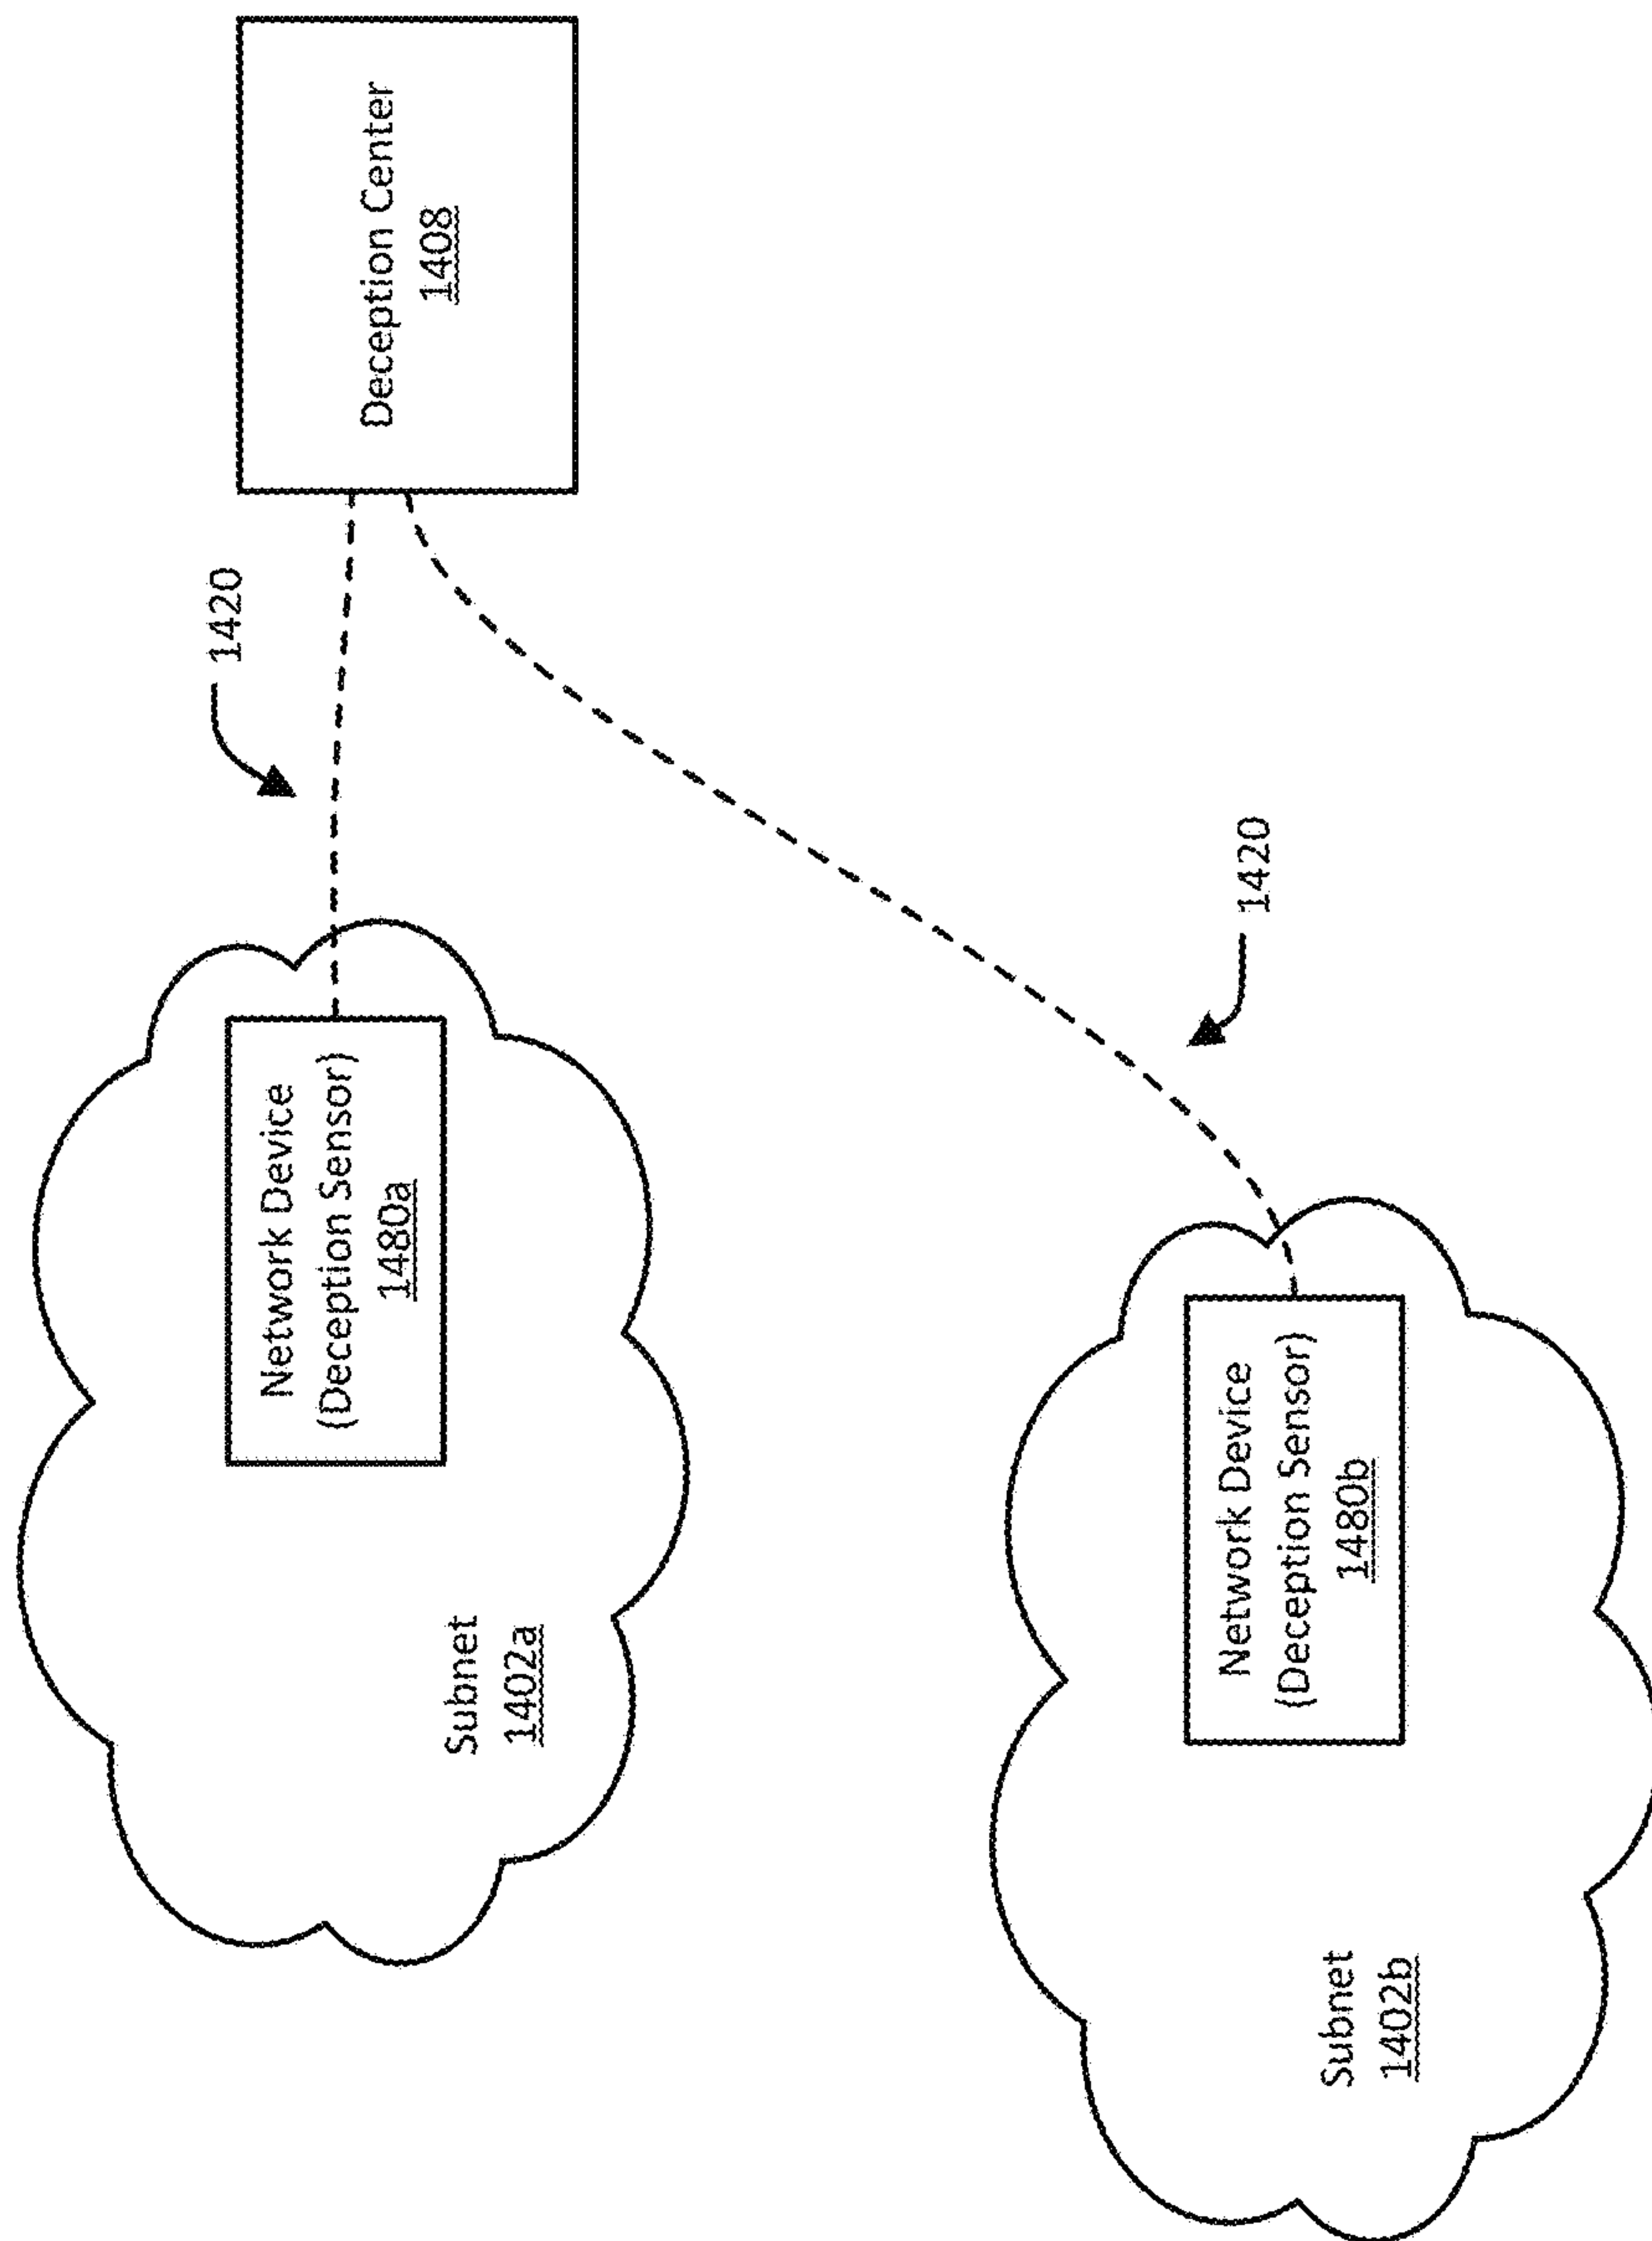 Deception Center
1408
1420
Network Device
(Deception Sensor)
1480a
Subnet
1402a
1420
Network Device
(Deception Sensor)
1480b
Subnet
1402b